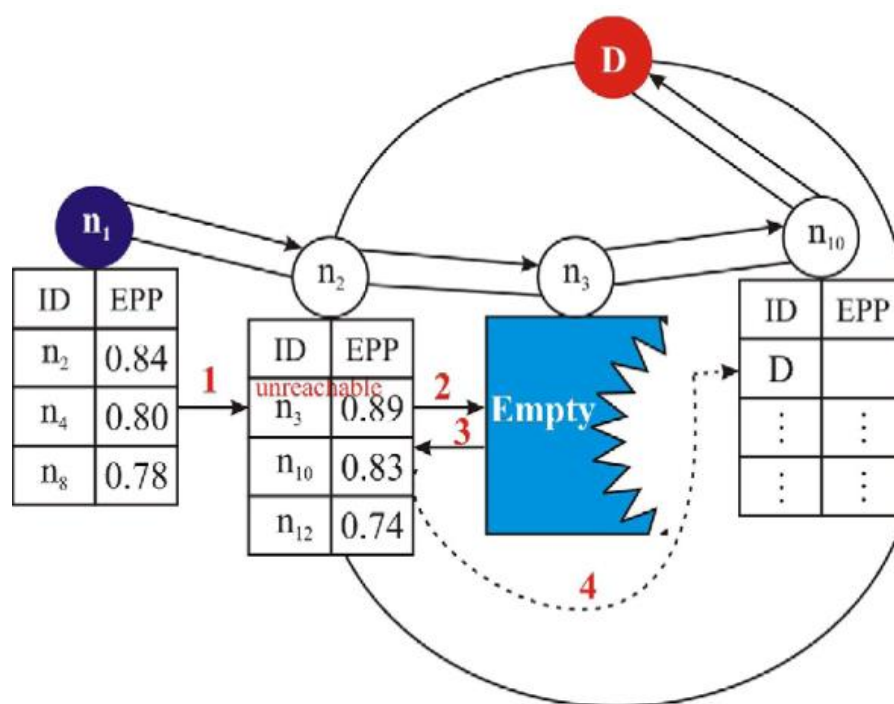 D
n₁
n₂
n₃
n₁₀
ID EPP
n₂ 0.84
n₄ 0.80
n₈ 0.78
1
ID EPP
unreachable
n₃ 0.89
n₁₀ 0.83
n₁₂ 0.74
2
3
Empty
4
ID EPP
D
⋮ ⋮
⋮ ⋮